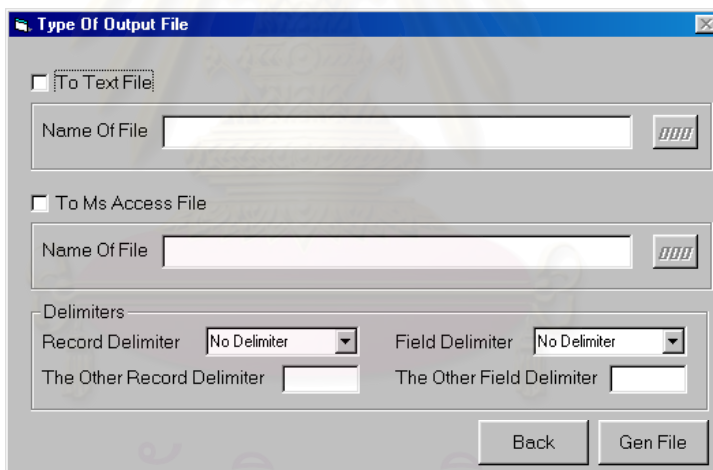 Type Of Output File
To Text File
Name Of File
To Ms Access File
Name Of File
Delimiters
Record Delimiter No Delimiter Field Delimiter No Delimiter
The Other Record Delimiter The Other Field Delimiter
Back Gen File